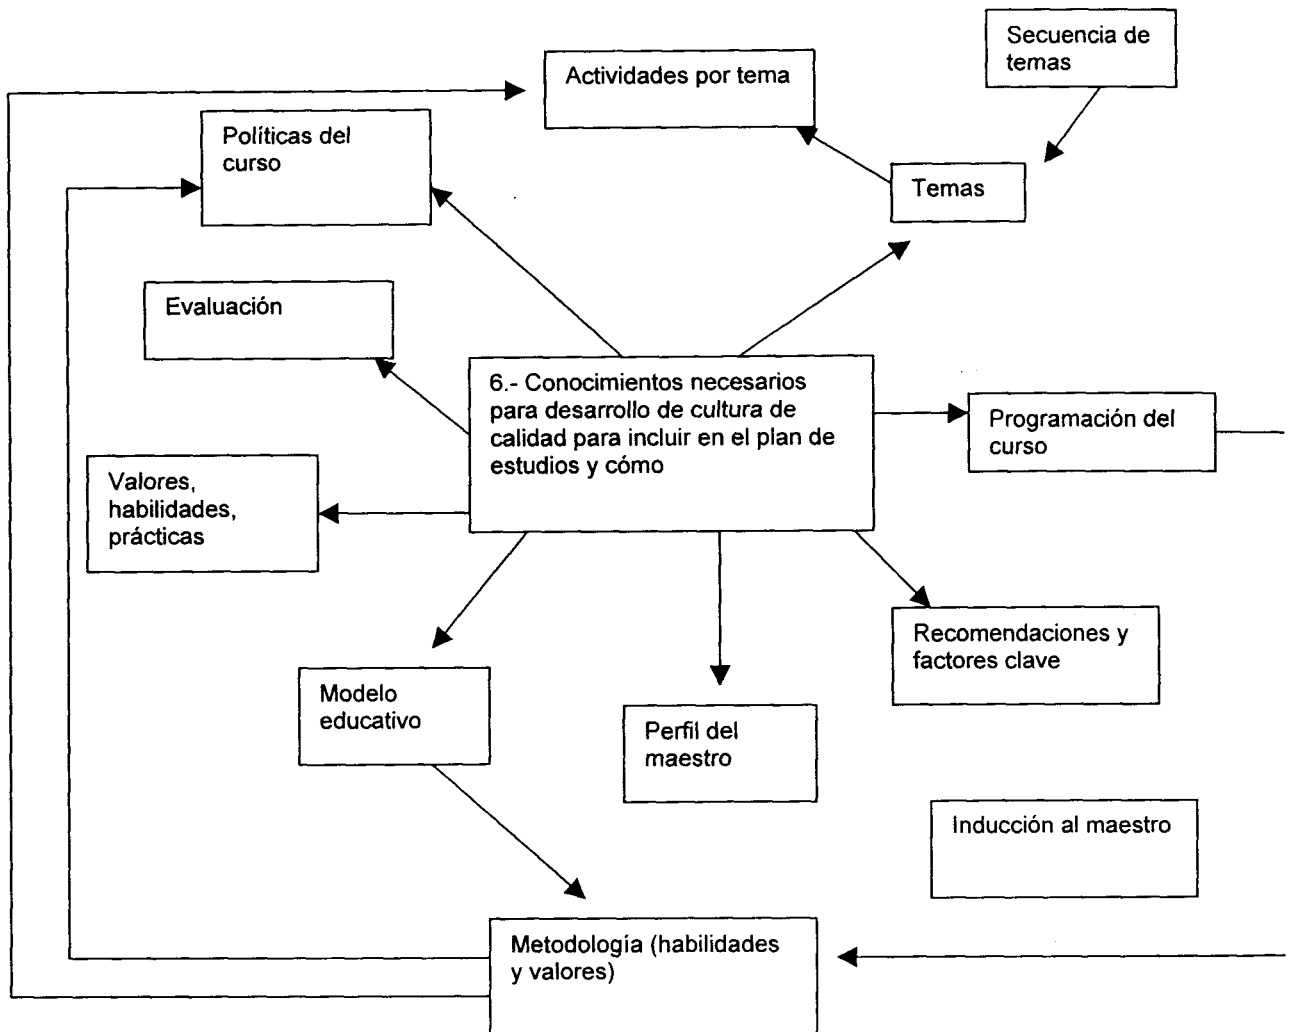 Secuencia de
temas
Actividades por tema
Políticas del
curso
Temas
Evaluación
6.- Conocimientos necesarios
para desarrollo de cultura de
calidad para incluir en el plan de
estudios y cómo
Programación del
curso
Valores,
habilidades,
prácticas
Recomendaciones y
factores clave
Modelo
educativo
Perfil del
maestro
Inducción al maestro
Metodología (habilidades
y valores)